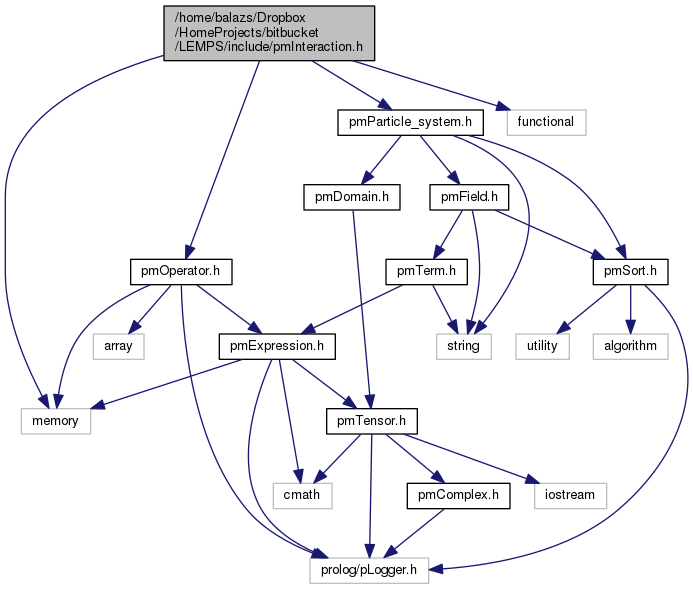 /home/balazs/Dropbox
/HomeProjects/bitbucket
/LEMPS/include/pmInteraction.h
pmParticle_system.h
functional
pmDomain.h
pmField.h
pmOperator.h
pmTerm.h
pmSort.h
array
pmExpression.h
string
utility
algorithm
memory
pmTensor.h
cmath
pmComplex.h
iostream
prolog/pLogger.h